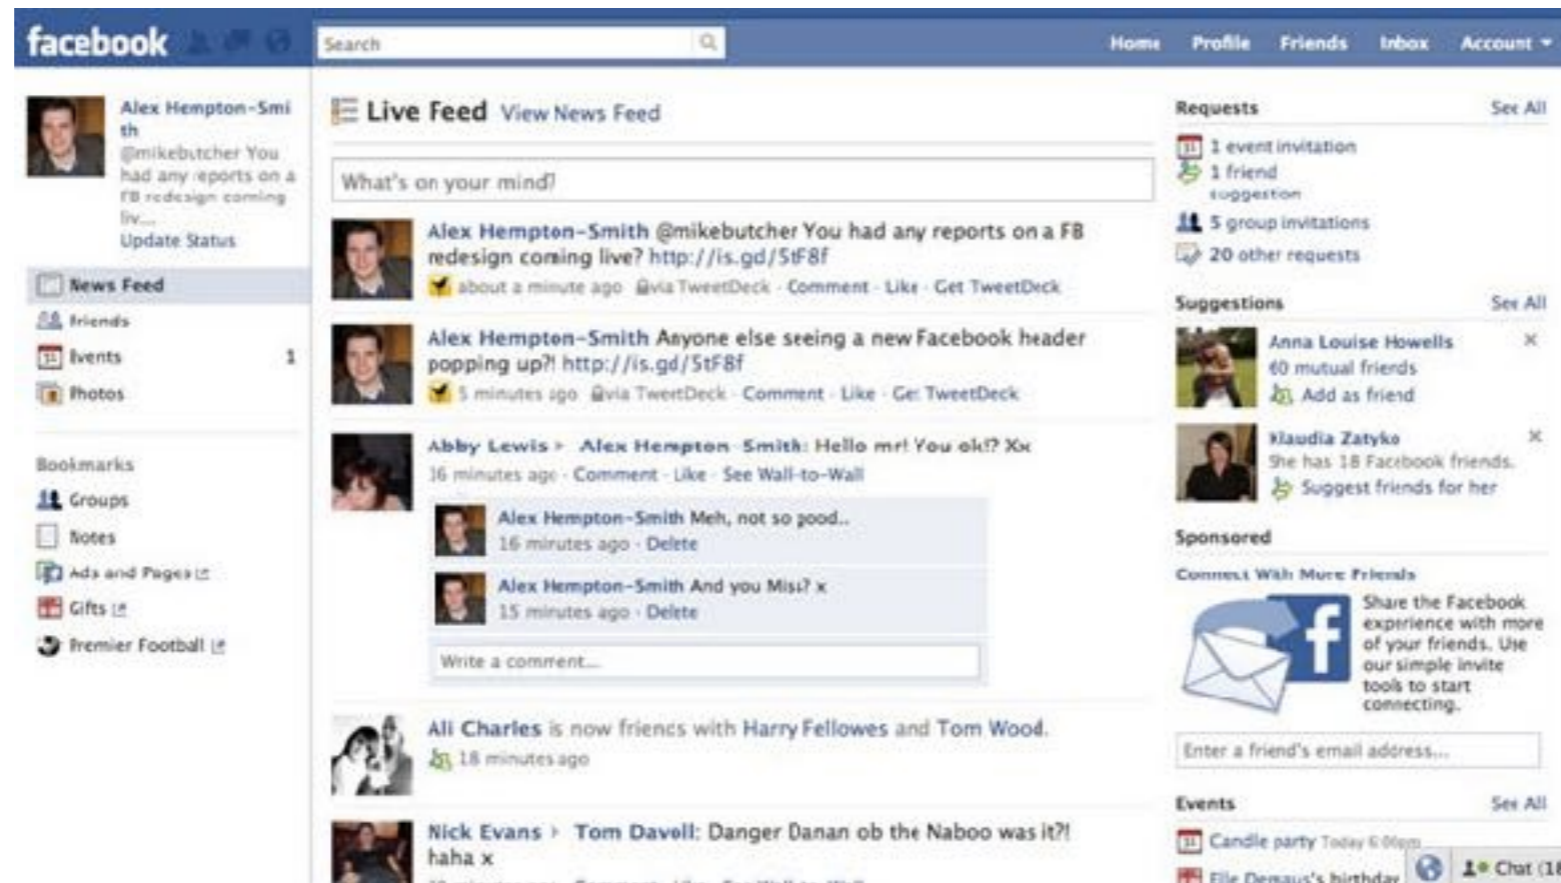 facebook
Search
Home Profile Friends Inbox Account
Alex Hempton-Smi
th
@mikebutcher You
had any reports on a
FB redesign coming
liv...
Update Status
News Feed
Friends
Events 1
Photos
Bookmarks
Groups
Notes
Ads and Pages
Gifts
Premier Football
Live Feed View News Feed
What's on your mind?
Alex Hempton-Smith @mikebutcher You had any reports on a FB
redesign coming live? http://is.gd/5tF8f
about a minute ago via TweetDeck · Comment · Like · Get TweetDeck
Alex Hempton-Smith Anyone else seeing a new Facebook header
popping up?! http://is.gd/5tF8f
5 minutes ago via TweetDeck · Comment · Like · Get TweetDeck
Abby Lewis ▸ Alex Hempton-Smith: Hello mr! You ok!? Xx
16 minutes ago · Comment · Like · See Wall-to-Wall
Alex Hempton-Smith Meh, not so good..
16 minutes ago · Delete
Alex Hempton-Smith And you Miss? x
15 minutes ago · Delete
Write a comment...
Ali Charles is now friends with Harry Fellowes and Tom Wood.
18 minutes ago
Nick Evans ▸ Tom Davoll: Danger Danan ob the Naboo was it?!
haha x
Requests See All
1 event invitation
1 friend
suggestion
5 group invitations
20 other requests
Suggestions See All
Anna Louise Howells
60 mutual friends
Add as friend
Klaudia Zatyko
She has 18 Facebook friends.
Suggest friends for her
Sponsored
Connect With More Friends
Share the Facebook
experience with more
of your friends. Use
our simple invite
tools to start
connecting.
Enter a friend's email address...
Events See All
Candle party Today 6:00pm
birthday
Chat (18